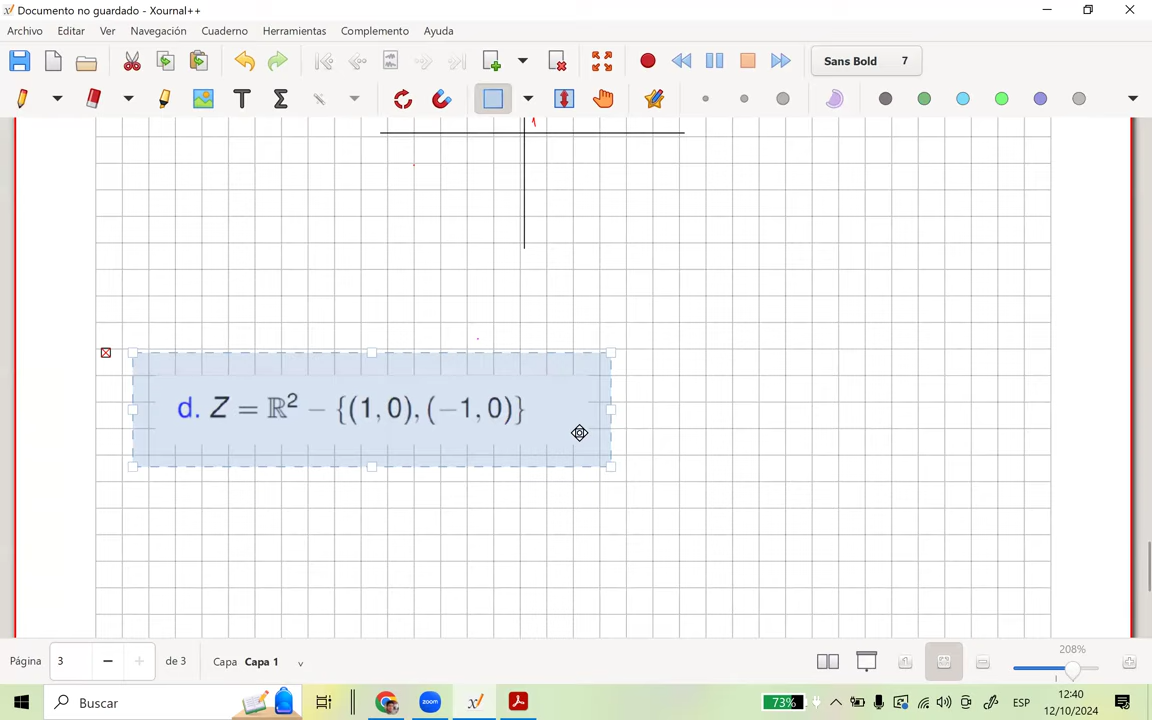 Documento no guardado - Xournal++
Archivo Editar Ver Navegación Cuaderno Herramientas Complemento Ayuda
Sans Bold 7
1
d. Z = ℝ² − {(1, 0), (−1, 0)}
Página 3 de 3 Capa Capa 1 208%
Buscar 73% ESP 12:40
12/10/2024